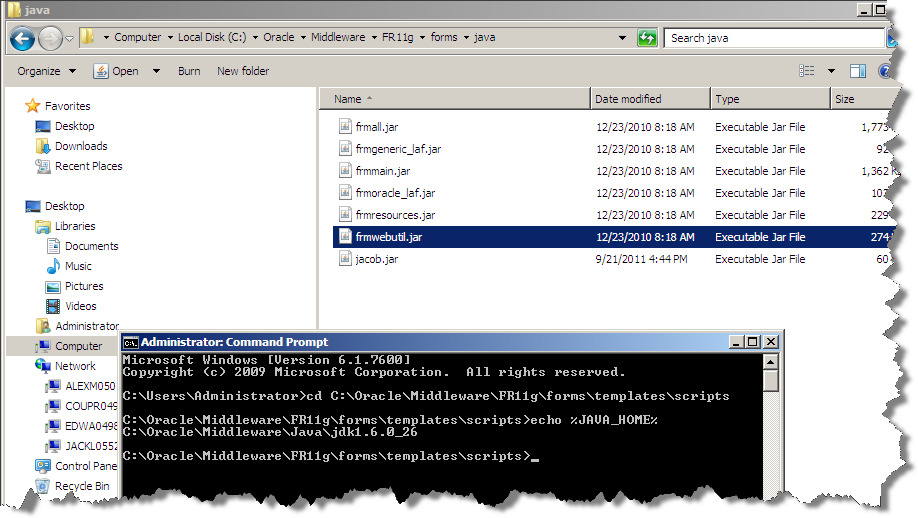 java
Computer Local Disk (C:) Oracle Middleware FR11g forms java
Search java
Organize Open Burn New folder
Name Date modified Type Size
Favorites
Desktop
Downloads
Recent Places
Desktop
Libraries
Documents
Music
Pictures
Videos
Administrator
Computer
Network
ALEXM050
COUPR049
EDWA0498
JACKL0552
Control Pane
Recycle Bin
frmall.jar 12/23/2010 8:18 AM Executable Jar File 1,773
frmgeneric_laf.jar 12/23/2010 8:18 AM Executable Jar File 92
frmmain.jar 12/23/2010 8:18 AM Executable Jar File 1,362 K
frmoracle_laf.jar 12/23/2010 8:18 AM Executable Jar File
frmresources.jar 12/23/2010 8:18 AM Executable Jar File 229
frmwebutil.jar 12/23/2010 8:18 AM Executable Jar File 274
jacob.jar 9/21/2011 4:44 PM Executable Jar File 60
Administrator: Command Prompt
Microsoft Windows [Version 6.1.7600]
Copyright (c) 2009 Microsoft Corporation. All rights reserved.
C:\Users\Administrator>cd C:\Oracle\Middleware\FR11g\forms\templates\scripts
C:\Oracle\Middleware\FR11g\forms\templates\scripts>echo %JAVA_HOME%
C:\Oracle\Middleware\Java\jdk1.6.0_26
C:\Oracle\Middleware\FR11g\forms\templates\scripts>_